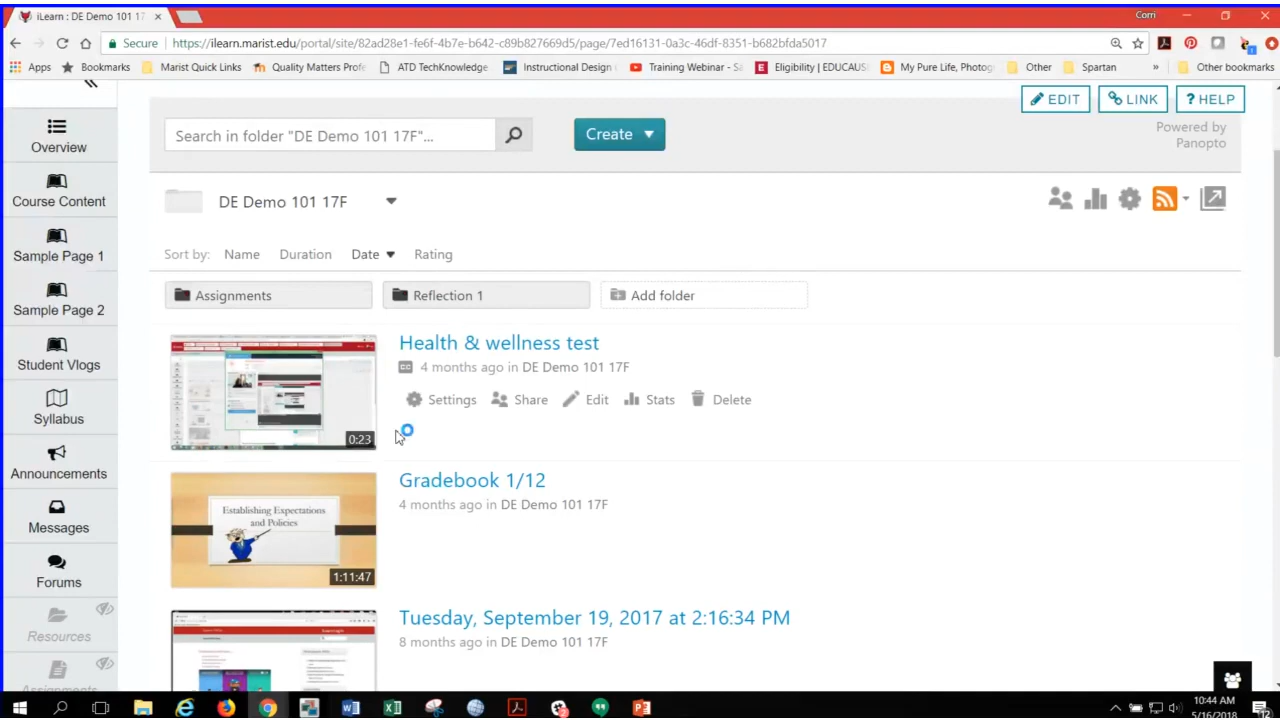 iLearn : DE Demo 101 17
Corri
Secure
https://ilearn.marist.edu/portal/site/82ad28e1-fe6f-4b7e-b642-c89b827669d5/page/7ed16131-0a3c-46df-8351-b682bfda5017
Apps
Bookmarks
Marist Quick Links
Quality Matters Profe
ATD TechKnowledge
Instructional Design
Training Webinar - Sa
Eligibility | EDUCAUS
My Pure Life, Photog
Other
Spartan
»
Other bookmarks
EDIT
LINK
? HELP
Search in folder "DE Demo 101 17F"...
Create
Powered by
Panopto
Overview
Course Content
Sample Page 1
Sample Page 2
Student Vlogs
Syllabus
Announcements
Messages
Forums
Resources
Assignments
DE Demo 101 17F
Sort by: Name Duration Date Rating
Assignments
Reflection 1
Add folder
Health & wellness test
CC 4 months ago in DE Demo 101 17F
Settings Share Edit Stats Delete
0:23
Gradebook 1/12
4 months ago in DE Demo 101 17F
Establishing Expectations
and Policies
1:11:47
Tuesday, September 19, 2017 at 2:16:34 PM
8 months ago in DE Demo 101 17F
10:44 AM
5/16/2018